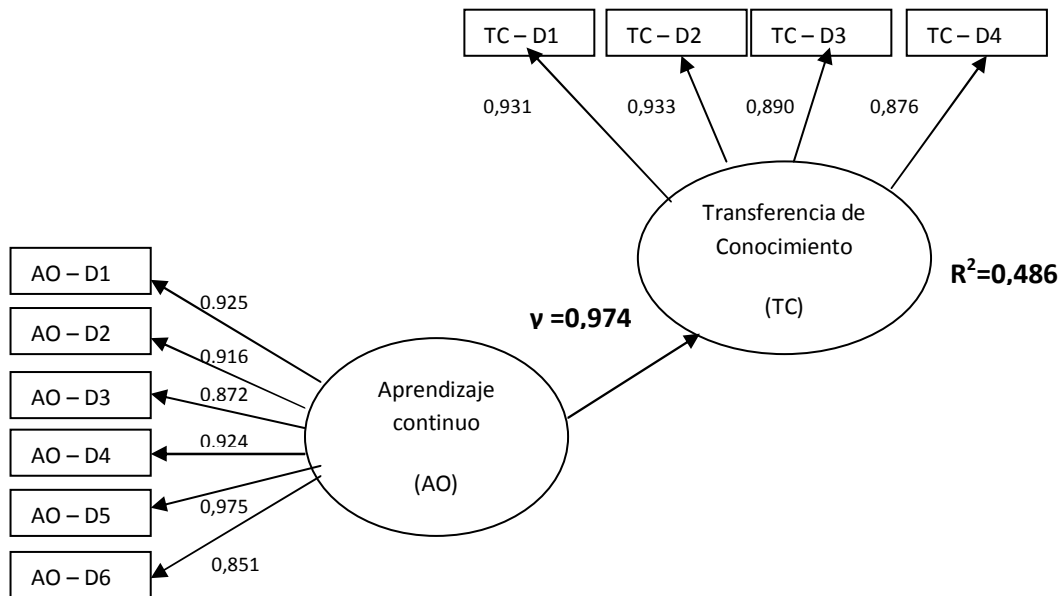 TC – D1
TC – D2
TC – D3
TC – D4
0,931
0,933
0,890
0,876
Transferencia de
Conocimiento
(TC)
R²=0,486
γ =0,974
AO – D1
AO – D2
AO – D3
AO – D4
AO – D5
AO – D6
0.925
0.916
0.872
0.924
0,975
0,851
Aprendizaje
continuo
(AO)